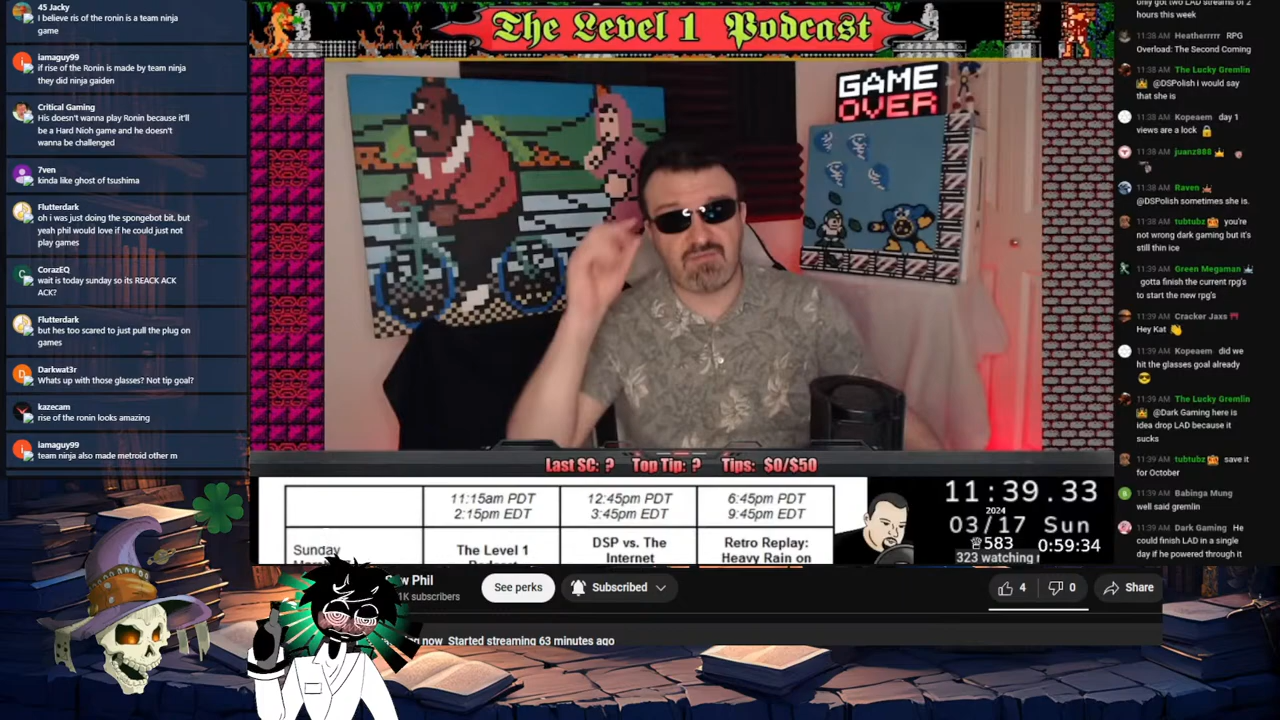 45 Jacky
I believe ris of the ronin is a team ninja
game
iamaguy99
if rise of the Ronin is made by team ninja
they did ninja gaiden
Critical Gaming
His doesn't wanna play Ronin because it'll
be a Hard Nioh game and he doesn't
wanna be challenged
7ven
kinda like ghost of tsushima
Flutterdark
oh i was just doing the spongebot bit, but
yeah phil would love if he could just not
play games
CorazEQ
wait is today sunday so its REACK ACK
ACK?
Flutterdark
but hes too scared to just pull the plug on
games
Darkwat3r
Whats up with those glasses? Not tip goal?
kazecam
rise of the ronin looks amazing
iamaguy99
team ninja also made metroid other m
The Level 1 Podcast
GAME
OVER
Last SC: ? Top Tip: ? Tips: $0/$50
11:15am PDT
2:15pm EDT
12:45pm PDT
3:45pm EDT
6:45pm PDT
9:45pm EDT
Sunday
The Level 1
DSP vs. The
Internet
Retro Replay:
Heavy Rain on
11:39.33
2024
03/17 Sun
583 0:59:34
323 watching
Phil
1K subscribers
See perks
Subscribed
4
0
Share
now Started streaming 63 minutes ago
only got two LAD streams of 2
hours this week
11:38 AM Heatherrrrr RPG
Overload: The Second Coming
11:38 AM The Lucky Gremlin
@DSPolish I would say
that she is
11:38 AM Kopeaem day 1
views are a lock
11:38 AM juanz888
11:38 AM Raven
@DSPolish sometimes she is.
11:38 AM tubtubz you're
not wrong dark gaming but it's
still thin ice
11:39 AM Green Megaman
gotta finish the current rpg's
to start the new rpg's
11:39 AM Cracker Jaxs
Hey Kat
11:39 AM Kopeaem did we
hit the glasses goal already
11:39 AM The Lucky Gremlin
@Dark Gaming here is
idea drop LAD because it
sucks
11:39 AM tubtubz save it
for October
11:39 AM Babinga Mung
well said gremlin
11:39 AM Dark Gaming He
could finish LAD in a single
day if he powered through it